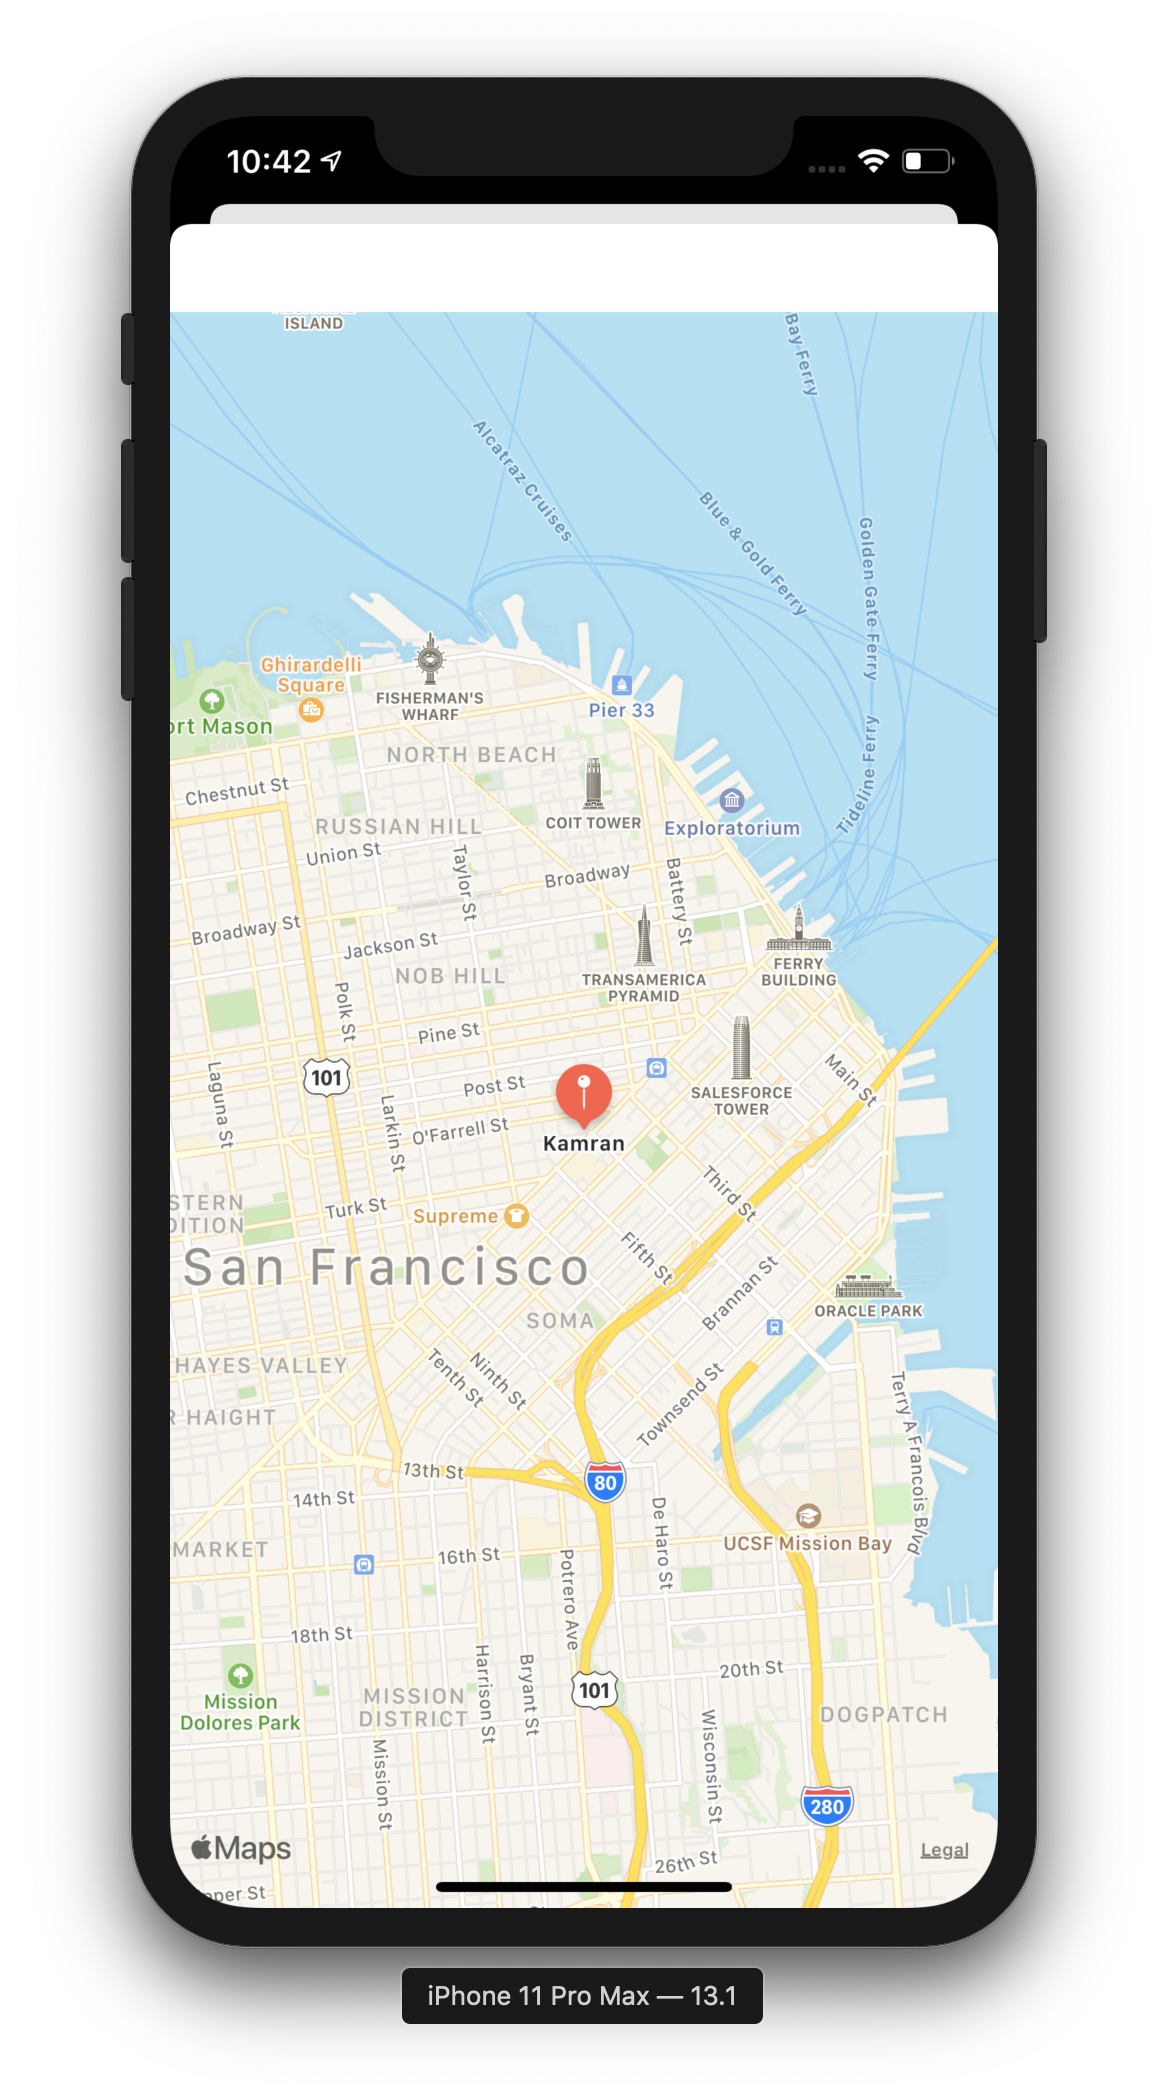 10:42
ISLAND
Bay Ferry
Alcatraz Cruises
Blue & Gold Ferry
Golden Gate Ferry
Ghirardelli
Square
FISHERMAN'S
WHARF
Pier 33
ort Mason
NORTH BEACH
Chestnut St
COIT TOWER
Exploratorium
Tideline Ferry
RUSSIAN HILL
Union St
Taylor St
Broadway
Battery St
Broadway St
Jackson St
NOB HILL
TRANSAMERICA
PYRAMID
FERRY
BUILDING
Polk St
Pine St
101
Post St
SALESFORCE
TOWER
Main St
Laguna St
Larkin St
O'Farrell St
Kamran
STERN
DITION
Turk St
Supreme
Third St
San Francisco
Fifth St
Brannan St
ORACLE PARK
SOMA
HAYES VALLEY
Tenth St
Ninth St
Townsend St
Terry A Francois Blvd
R HAIGHT
13th St
80
14th St
De Haro St
UCSF Mission Bay
MARKET
16th St
Potrero Ave
18th St
Harrison St
Bryant St
20th St
Mission
Dolores Park
MISSION
DISTRICT
101
Wisconsin St
DOGPATCH
Mission St
280
Maps
26th St
Legal
pper St
iPhone 11 Pro Max — 13.1